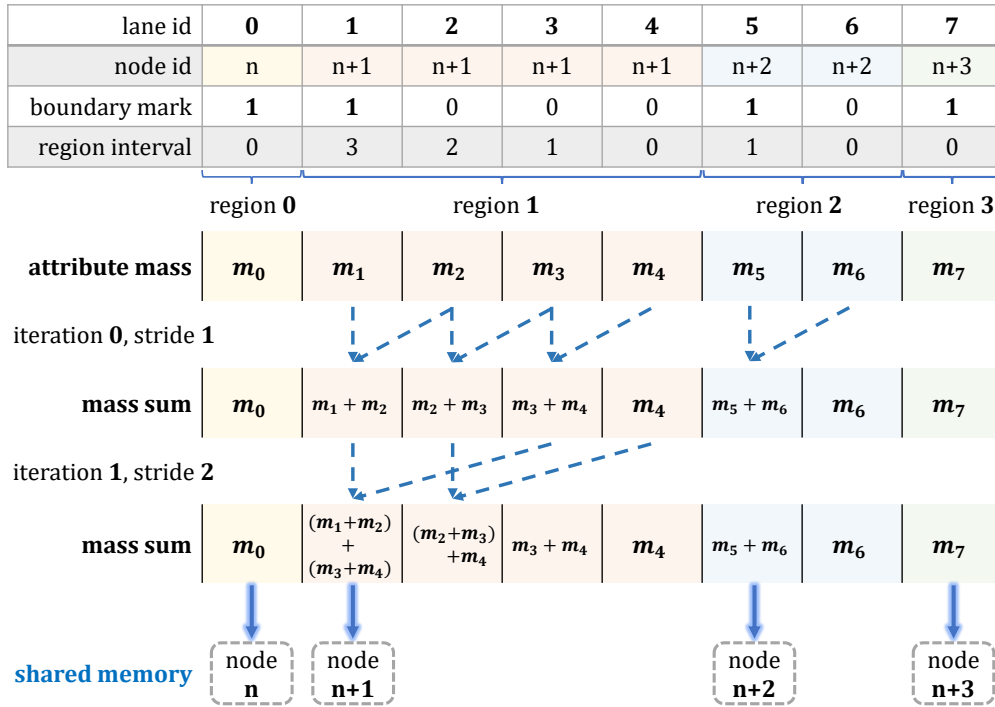 lane id 0 1 2 3 4 5 6 7
node id n n+1 n+1 n+1 n+1 n+2 n+2 n+3
boundary mark 1 1 0 0 0 1 0 1
region interval 0 3 2 1 0 1 0 0
region 0 region 1 region 2 region 3
attribute mass m₀ m₁ m₂ m₃ m₄ m₅ m₆ m₇
iteration 0, stride 1
mass sum m₀ m₁ + m₂ m₂ + m₃ m₃ + m₄ m₄ m₅ + m₆ m₆ m₇
iteration 1, stride 2
mass sum m₀ (m₁+m₂) + (m₃+m₄) (m₂+m₃) +m₄ m₃ + m₄ m₄ m₅ + m₆ m₆ m₇
shared memory node n node n+1 node n+2 node n+3